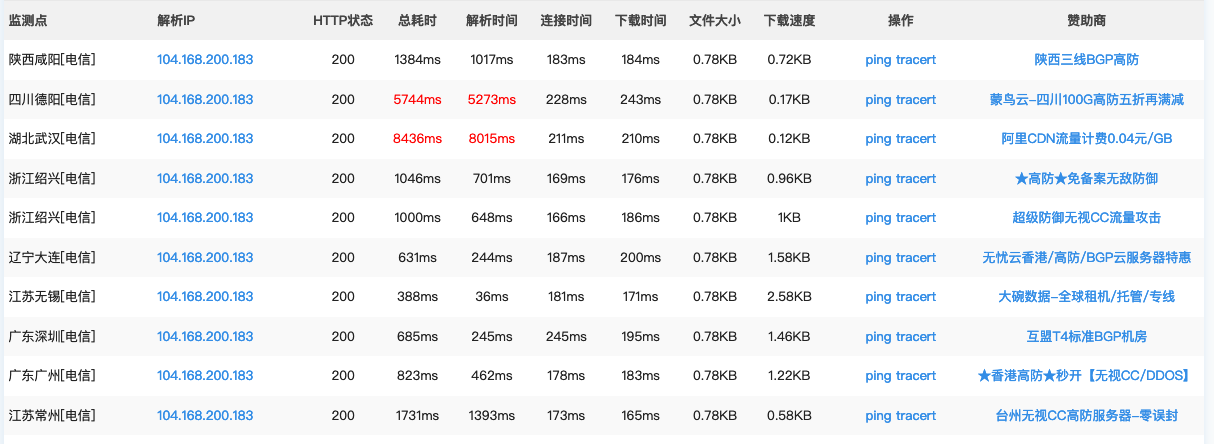 监测点 解析IP HTTP状态 总耗时 解析时间 连接时间 下载时间 文件大小 下载速度 操作 赞助商
陕西咸阳[电信] 104.168.200.183 200 1384ms 1017ms 183ms 184ms 0.78KB 0.72KB ping tracert 陕西三线BGP高防
四川德阳[电信] 104.168.200.183 200 5744ms 5273ms 228ms 243ms 0.78KB 0.17KB ping tracert 蒙鸟云-四川100G高防五折再满减
湖北武汉[电信] 104.168.200.183 200 8436ms 8015ms 211ms 210ms 0.78KB 0.12KB ping tracert 阿里CDN流量计费0.04元/GB
浙江绍兴[电信] 104.168.200.183 200 1046ms 701ms 169ms 176ms 0.78KB 0.96KB ping tracert ★高防★免备案无敌防御
浙江绍兴[电信] 104.168.200.183 200 1000ms 648ms 166ms 186ms 0.78KB 1KB ping tracert 超级防御无视CC流量攻击
辽宁大连[电信] 104.168.200.183 200 631ms 244ms 187ms 200ms 0.78KB 1.58KB ping tracert 无忧云香港/高防/BGP云服务器特惠
江苏无锡[电信] 104.168.200.183 200 388ms 36ms 181ms 171ms 0.78KB 2.58KB ping tracert 大碗数据-全球租机/托管/专线
广东深圳[电信] 104.168.200.183 200 685ms 245ms 245ms 195ms 0.78KB 1.46KB ping tracert 互盟T4标准BGP机房
广东广州[电信] 104.168.200.183 200 823ms 462ms 178ms 183ms 0.78KB 1.22KB ping tracert ★香港高防★秒开【无视CC/DDOS】
江苏常州[电信] 104.168.200.183 200 1731ms 1393ms 173ms 165ms 0.78KB 0.58KB ping tracert 台州无视CC高防服务器-零误封